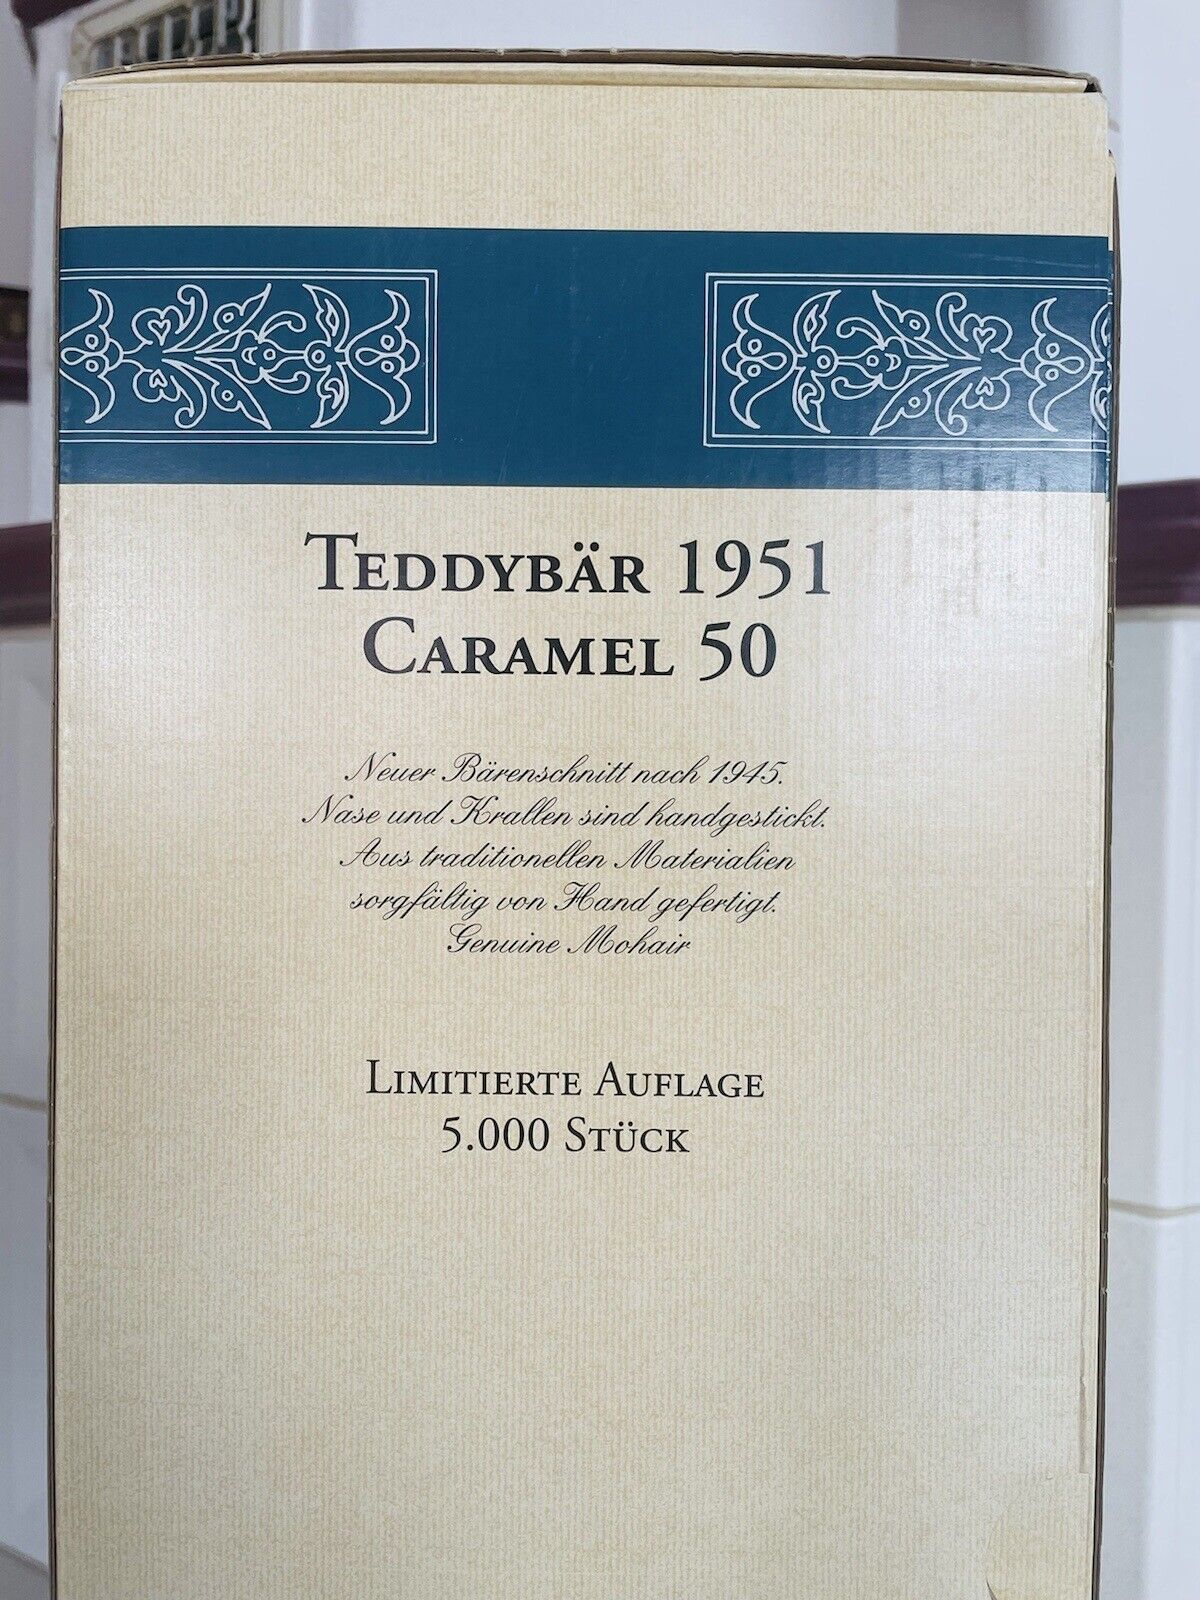 TEDDYBÄR 1951
CARAMEL 50
Neuer Bärenschnitt nach 1945.
Nase und Krallen sind handgestickt.
Aus traditionellen Materialien
sorgfältig von Hand gefertigt.
Genuine Mohair
LIMITIERTE AUFLAGE
5.000 STÜCK